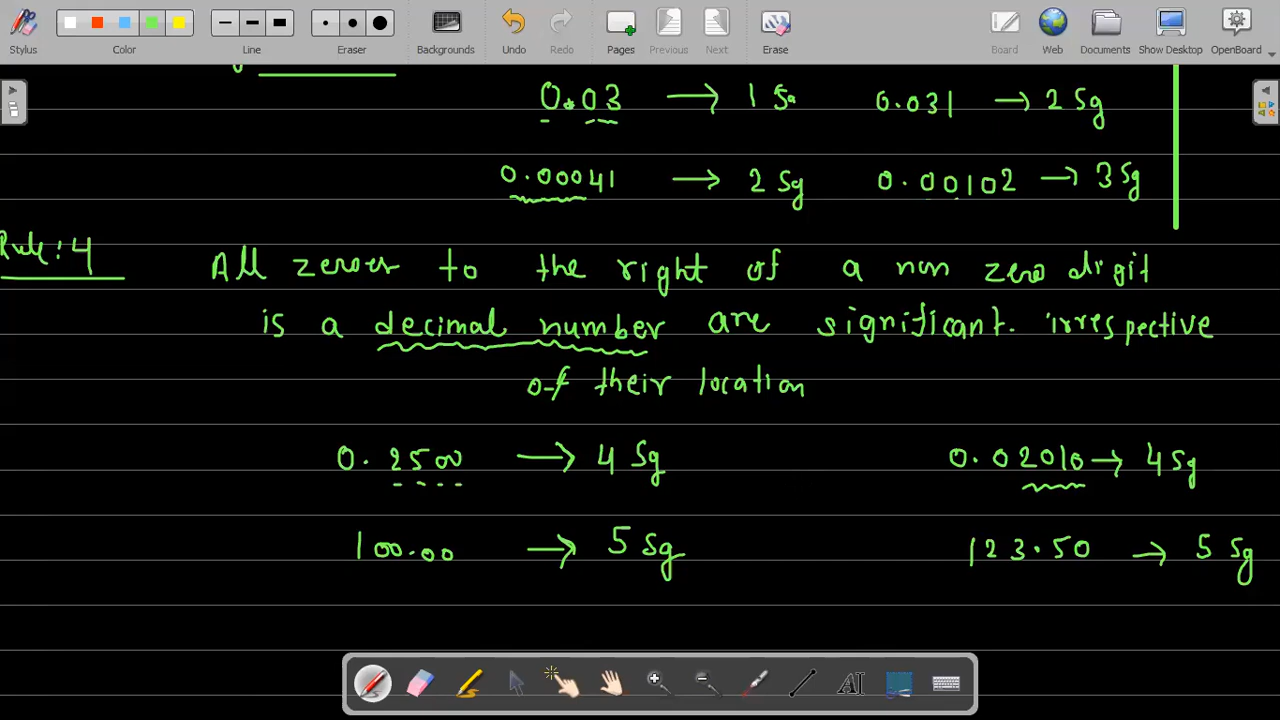 Stylus Color Line Eraser Backgrounds Undo Redo Pages Previous Next Erase Board Web Documents Show Desktop OpenBoard
0.03 → 1 Sg 0.031 → 2 Sg
0.00041 → 2 Sg 0.00102 → 3 Sg
Rule: 4 All zeroes to the right of a non zero digit
is a decimal number are significant. irrespective
of their location
0.2500 → 4 Sg 0.02010 → 4 Sg
100.00 → 5 Sg 123.50 → 5 Sg